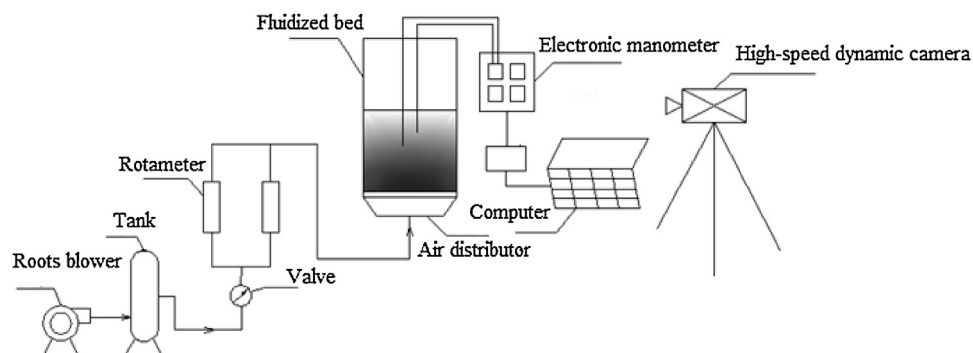 Fluidized bed
Electronic manometer
High-speed dynamic camera
Rotameter
Tank
Computer
Air distributor
Roots blower
Valve